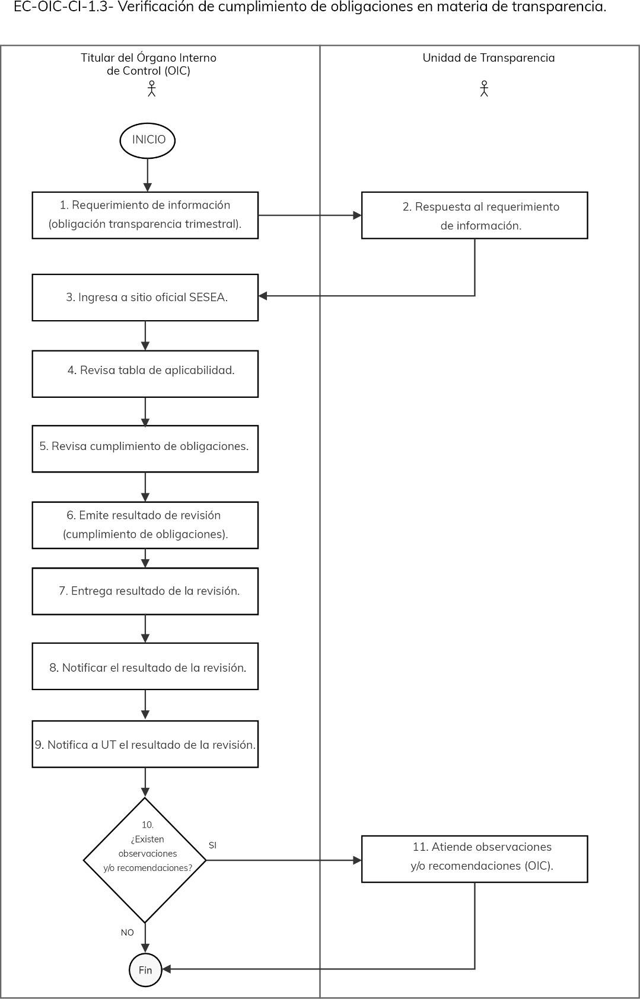 EC-OIC-CI-1.3- Verificación de cumplimiento de obligaciones en materia de transparencia.
Titular del Órgano Interno
de Control (OIC)
Unidad de Transparencia
INICIO
1. Requerimiento de información
(obligación transparencia trimestral).
2. Respuesta al requerimiento
de información.
3. Ingresa a sitio oficial SESEA.
4. Revisa tabla de aplicabilidad.
5. Revisa cumplimiento de obligaciones.
6. Emite resultado de revisión
(cumplimiento de obligaciones).
7. Entrega resultado de la revisión.
8. Notificar el resultado de la revisión.
9. Notifica a UT el resultado de la revisión.
10.
¿Existen
observaciones
y/o recomendaciones?
SI
11. Atiende observaciones
y/o recomendaciones (OIC).
NO
Fin